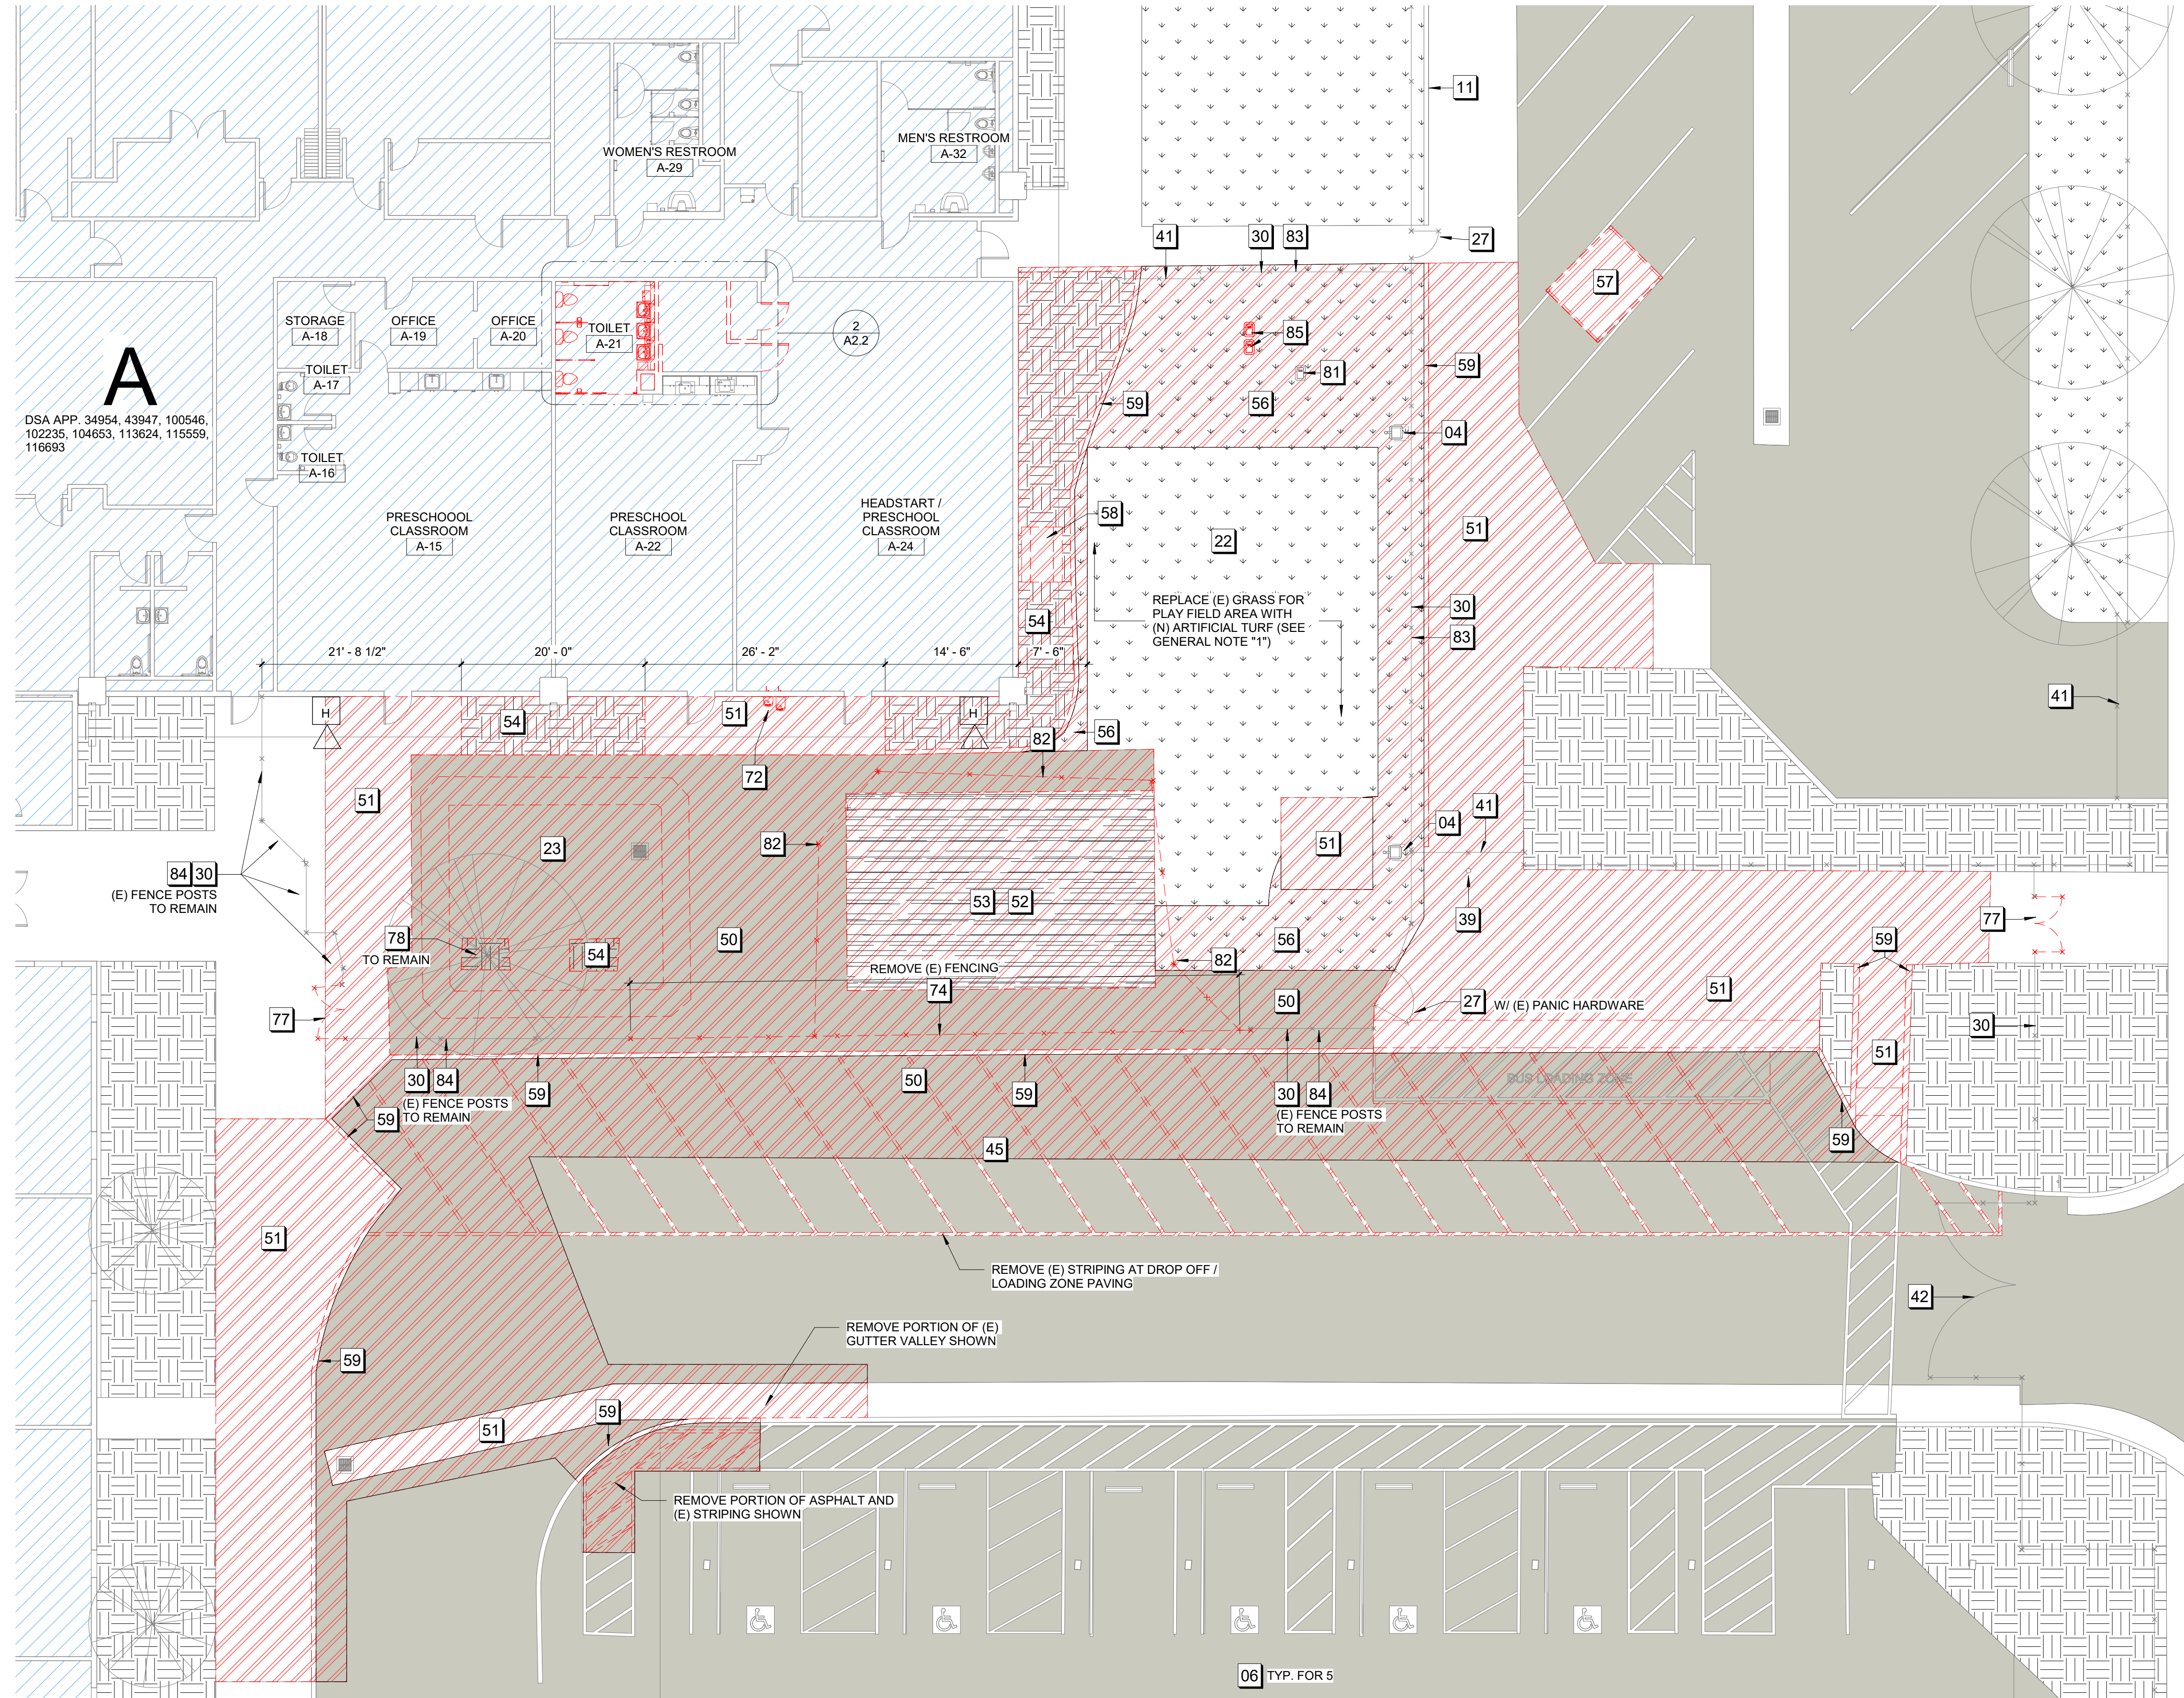 11
MEN'S RESTROOM
A-32
WOMEN'S RESTROOM
A-29
41
30
83
27
57
STORAGE
A-18
OFFICE
A-19
OFFICE
A-20
TOILET
A-21
2
A2.2
85
81
59
59
56
04
A
DSA APP. 34954, 43947, 100546,
102235, 104653, 113624, 115559,
116693
TOILET
A-17
TOILET
A-16
PRESCHOOOL
CLASSROOM
A-15
PRESCHOOL
CLASSROOM
A-22
HEADSTART /
PRESCHOOL
CLASSROOM
A-24
58
22
51
REPLACE (E) GRASS FOR
PLAY FIELD AREA WITH
(N) ARTIFICIAL TURF (SEE
GENERAL NOTE "1")
30
83
54
21' - 8 1/2"
20' - 0"
26' - 2"
14' - 6"
7' - 6"
41
H
54
51
H
82
56
72
51
23
82
41
04
51
84 30
(E) FENCE POSTS
TO REMAIN
53 52
39
77
78
TO REMAIN
54
50
56
59
82
REMOVE (E) FENCING
74
50
27 W/ (E) PANIC HARDWARE
51
77
30
51
30 84
(E) FENCE POSTS
TO REMAIN
59
50
59
30 84
(E) FENCE POSTS
TO REMAIN
BUS LOADING ZONE
59
59
45
51
REMOVE (E) STRIPING AT DROP OFF /
LOADING ZONE PAVING
42
REMOVE PORTION OF (E)
GUTTER VALLEY SHOWN
59
59
51
REMOVE PORTION OF ASPHALT AND
(E) STRIPING SHOWN
06 TYP. FOR 5